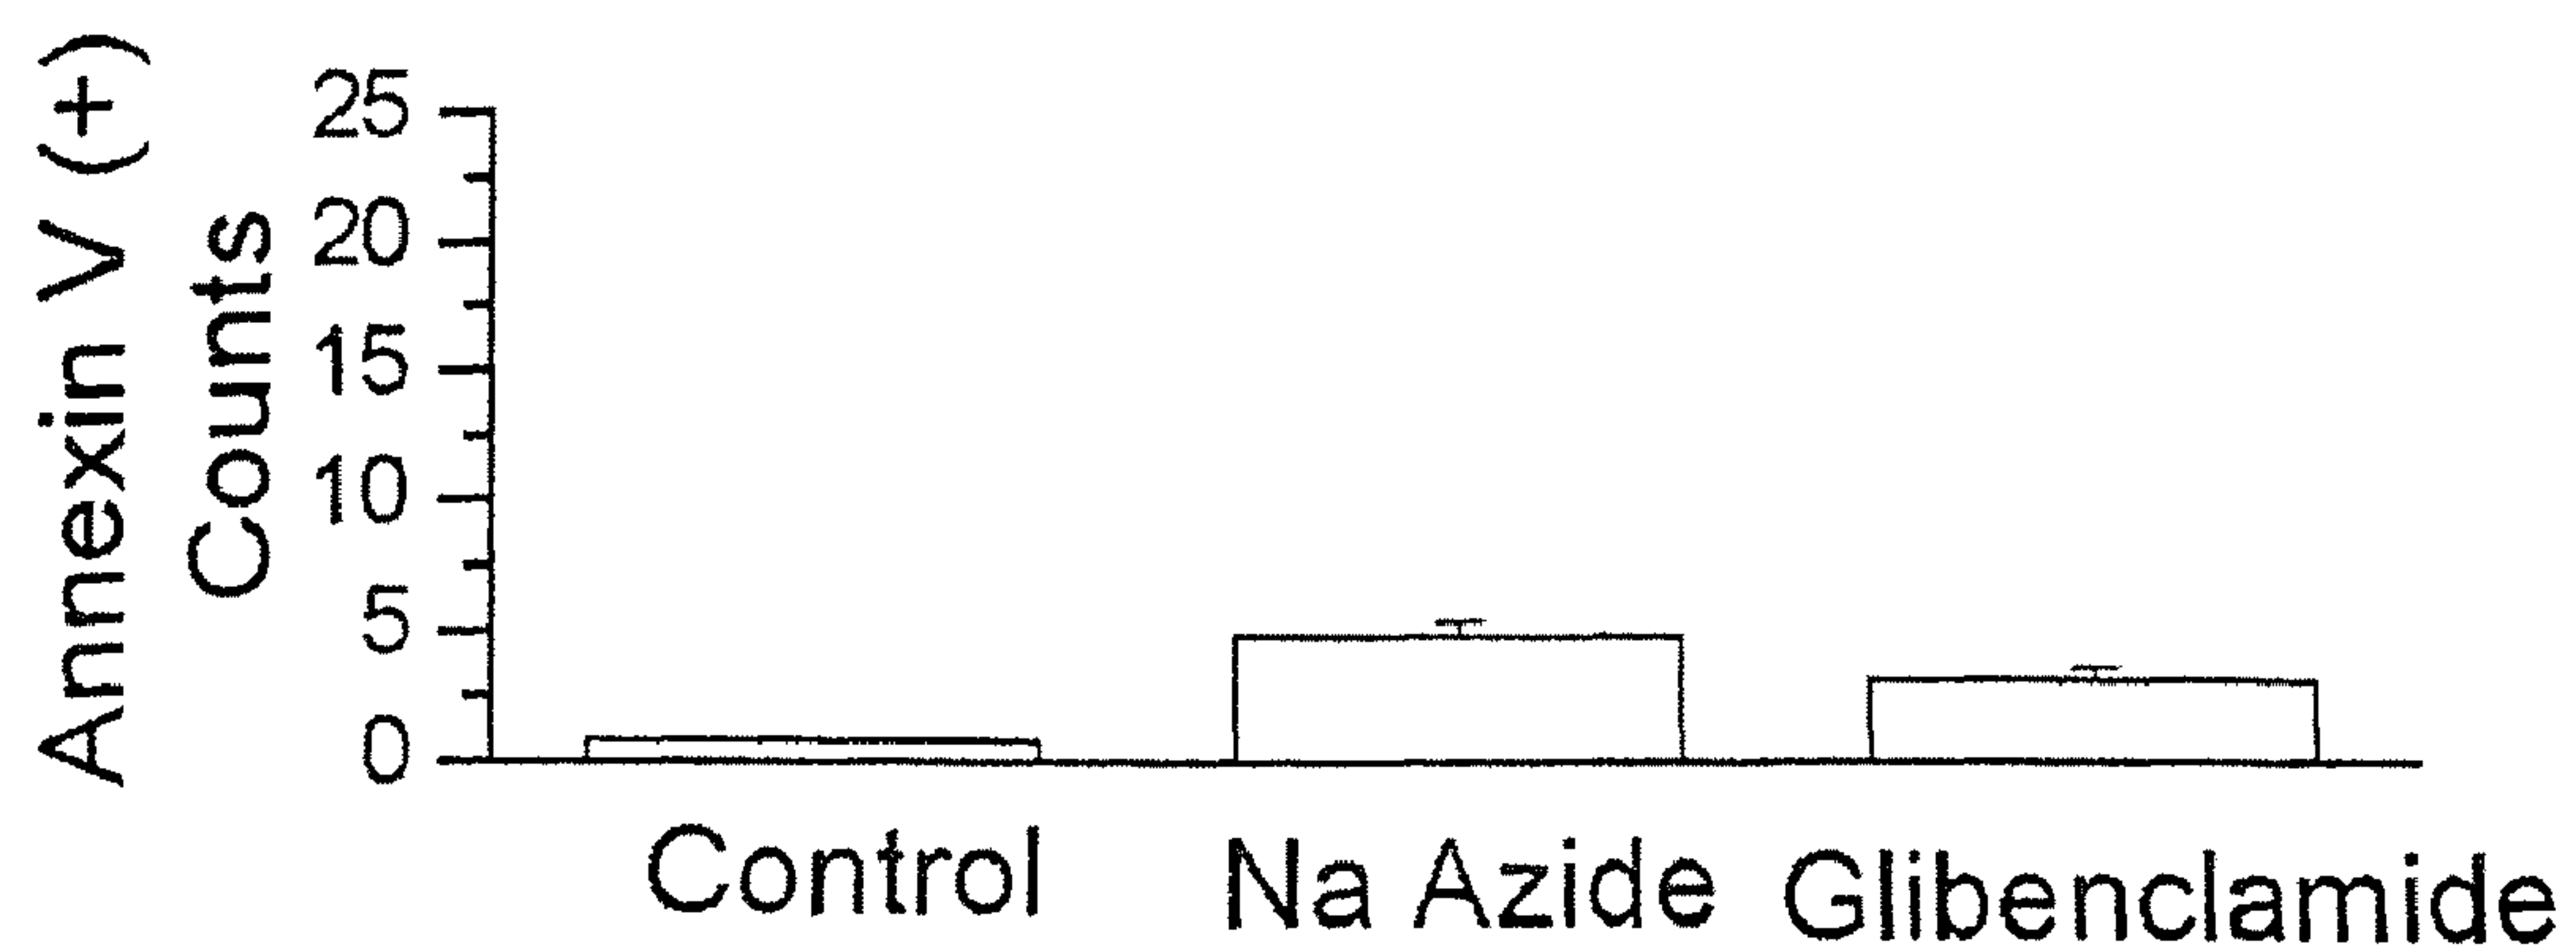 Annexin V (+)
Counts
25
20
15
10
5
0
Control
Na Azide
Glibenclamide